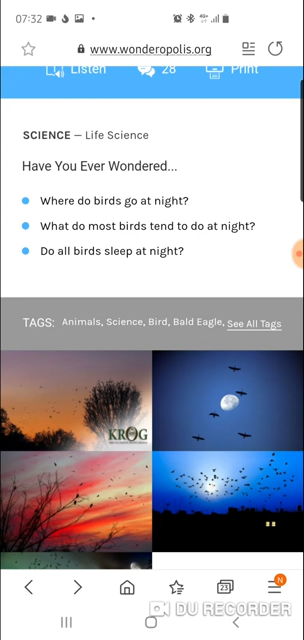 07:32
www.wonderopolis.org
Listen 28 Print
SCIENCE — Life Science
Have You Ever Wondered...
Where do birds go at night?
What do most birds tend to do at night?
Do all birds sleep at night?
TAGS: Animals, Science, Bird, Bald Eagle, See All Tags
KROG
23
N
DU RECORDER